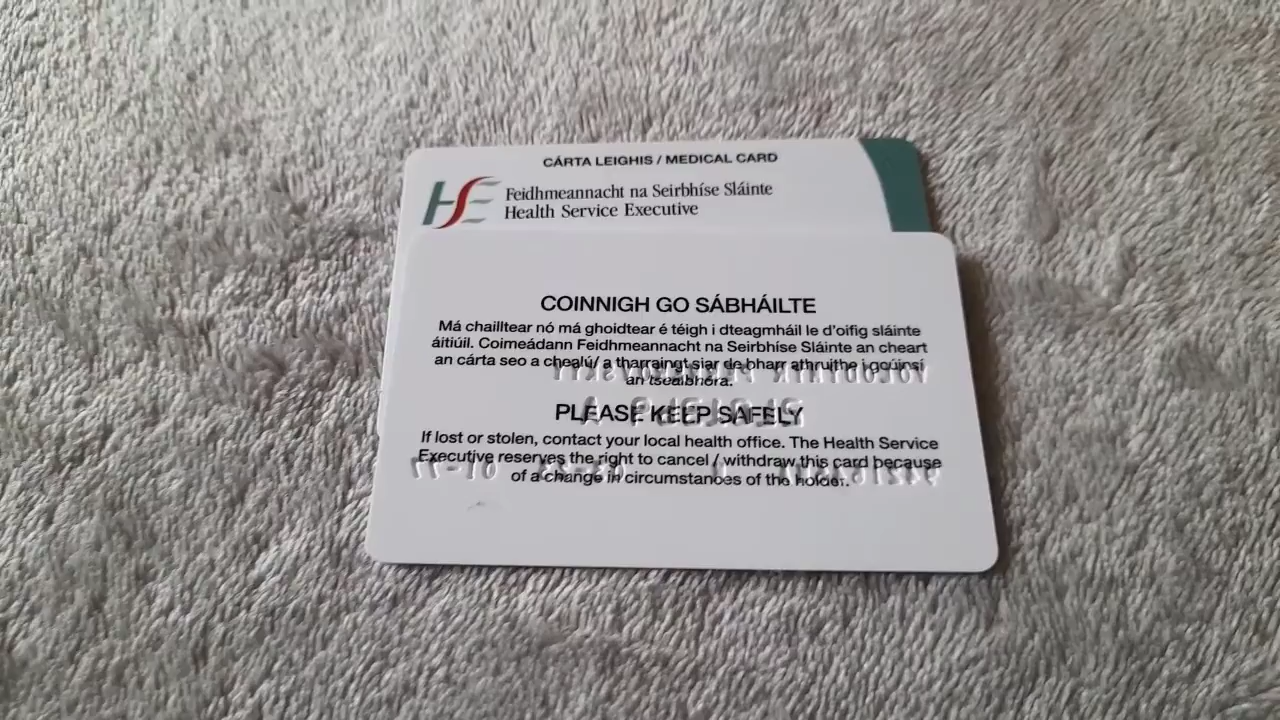 CÁRTA LEIGHIS / MEDICAL CARD
HSE Feidhmeannacht na Seirbhíse Sláinte
Health Service Executive
COINNIGH GO SÁBHÁILTE
Má chailltear nó má ghoidtear é téigh i dteagmháil le d'oifig sláinte
áitiúil. Coimeádann Feidhmeannacht na Seirbhíse Sláinte an cheart
an cárta seo a chealú/ a tharraingt siar de bharr athruithe i gcúinsí
an tsealbhóra.
PLEASE KEEP SAFELY
If lost or stolen, contact your local health office. The Health Service
Executive reserves the right to cancel / withdraw this card because
of a change in circumstances of the holder.